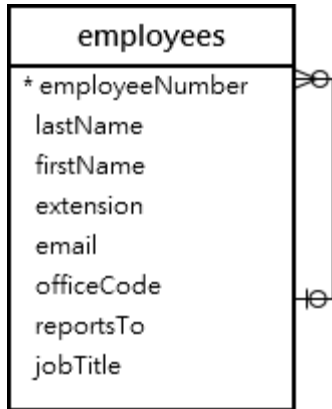 employees
* employeeNumber
lastName
firstName
extension
email
officeCode
reportsTo
jobTitle